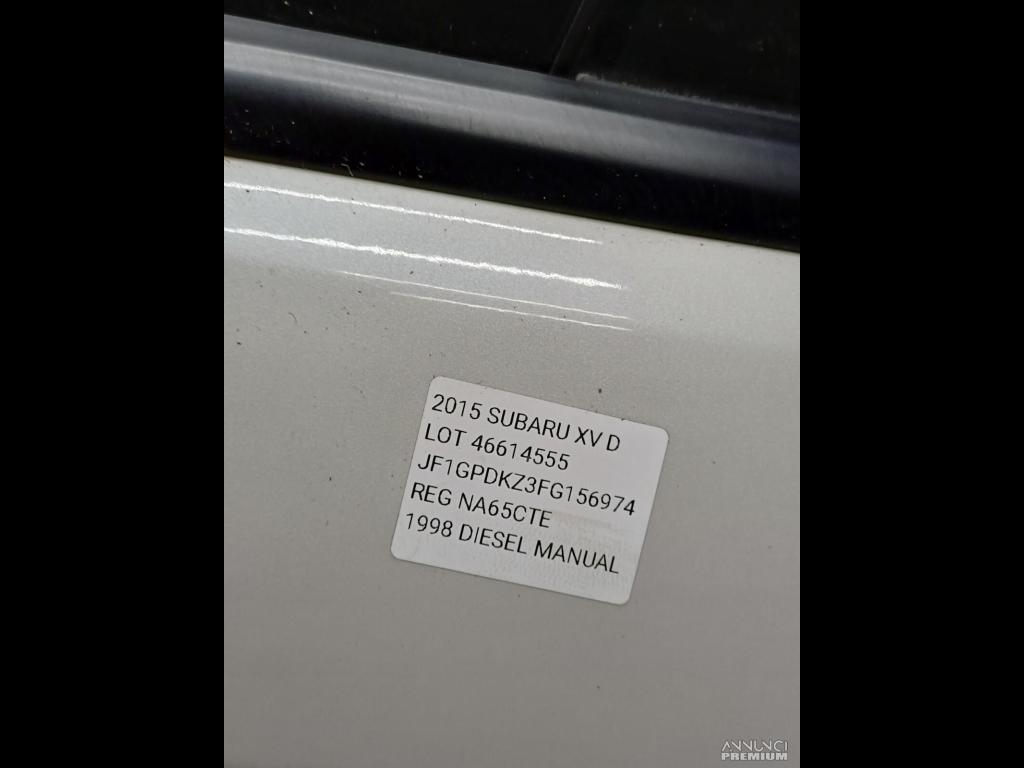 2015 SUBARU XV D
LOT 46614555
JF1GPDKZ3FG156974
REG NA65CTE
1998 DIESEL MANUAL
ANNUNCI
PREMIUM